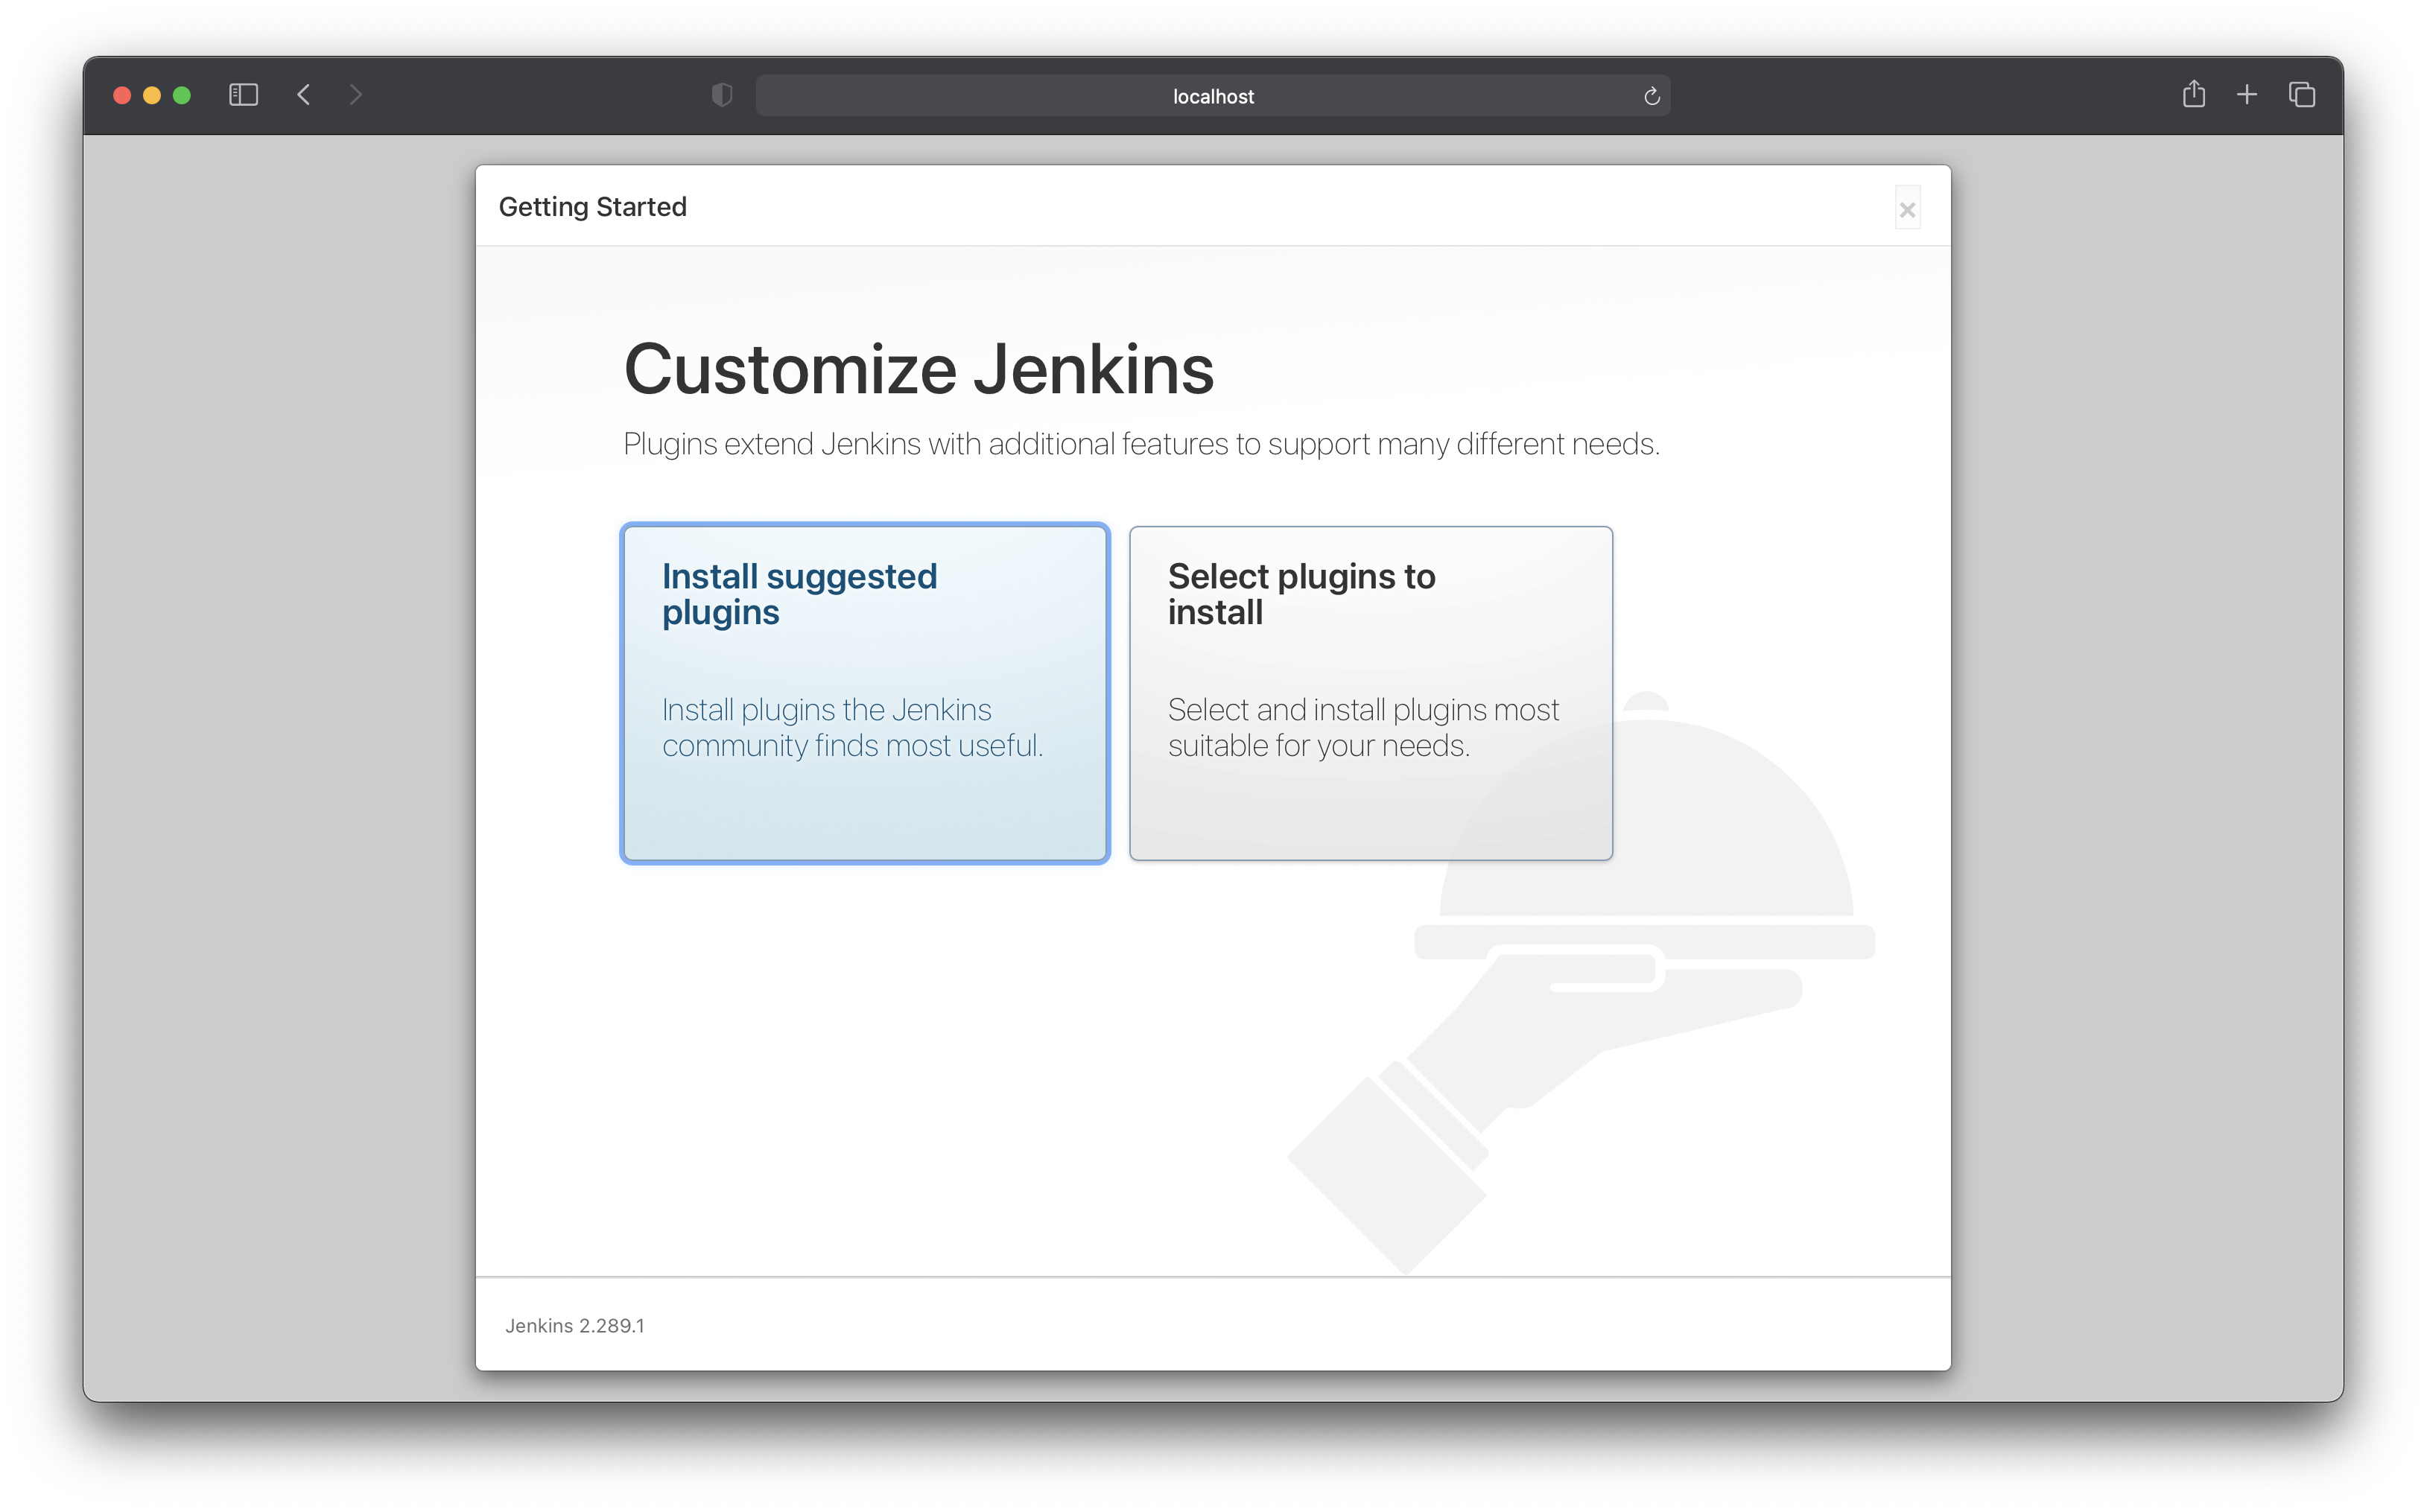 localhost
Getting Started
×
Customize Jenkins
Plugins extend Jenkins with additional features to support many different needs.
Install suggested
plugins
Install plugins the Jenkins
community finds most useful.
Select plugins to
install
Select and install plugins most
suitable for your needs.
Jenkins 2.289.1